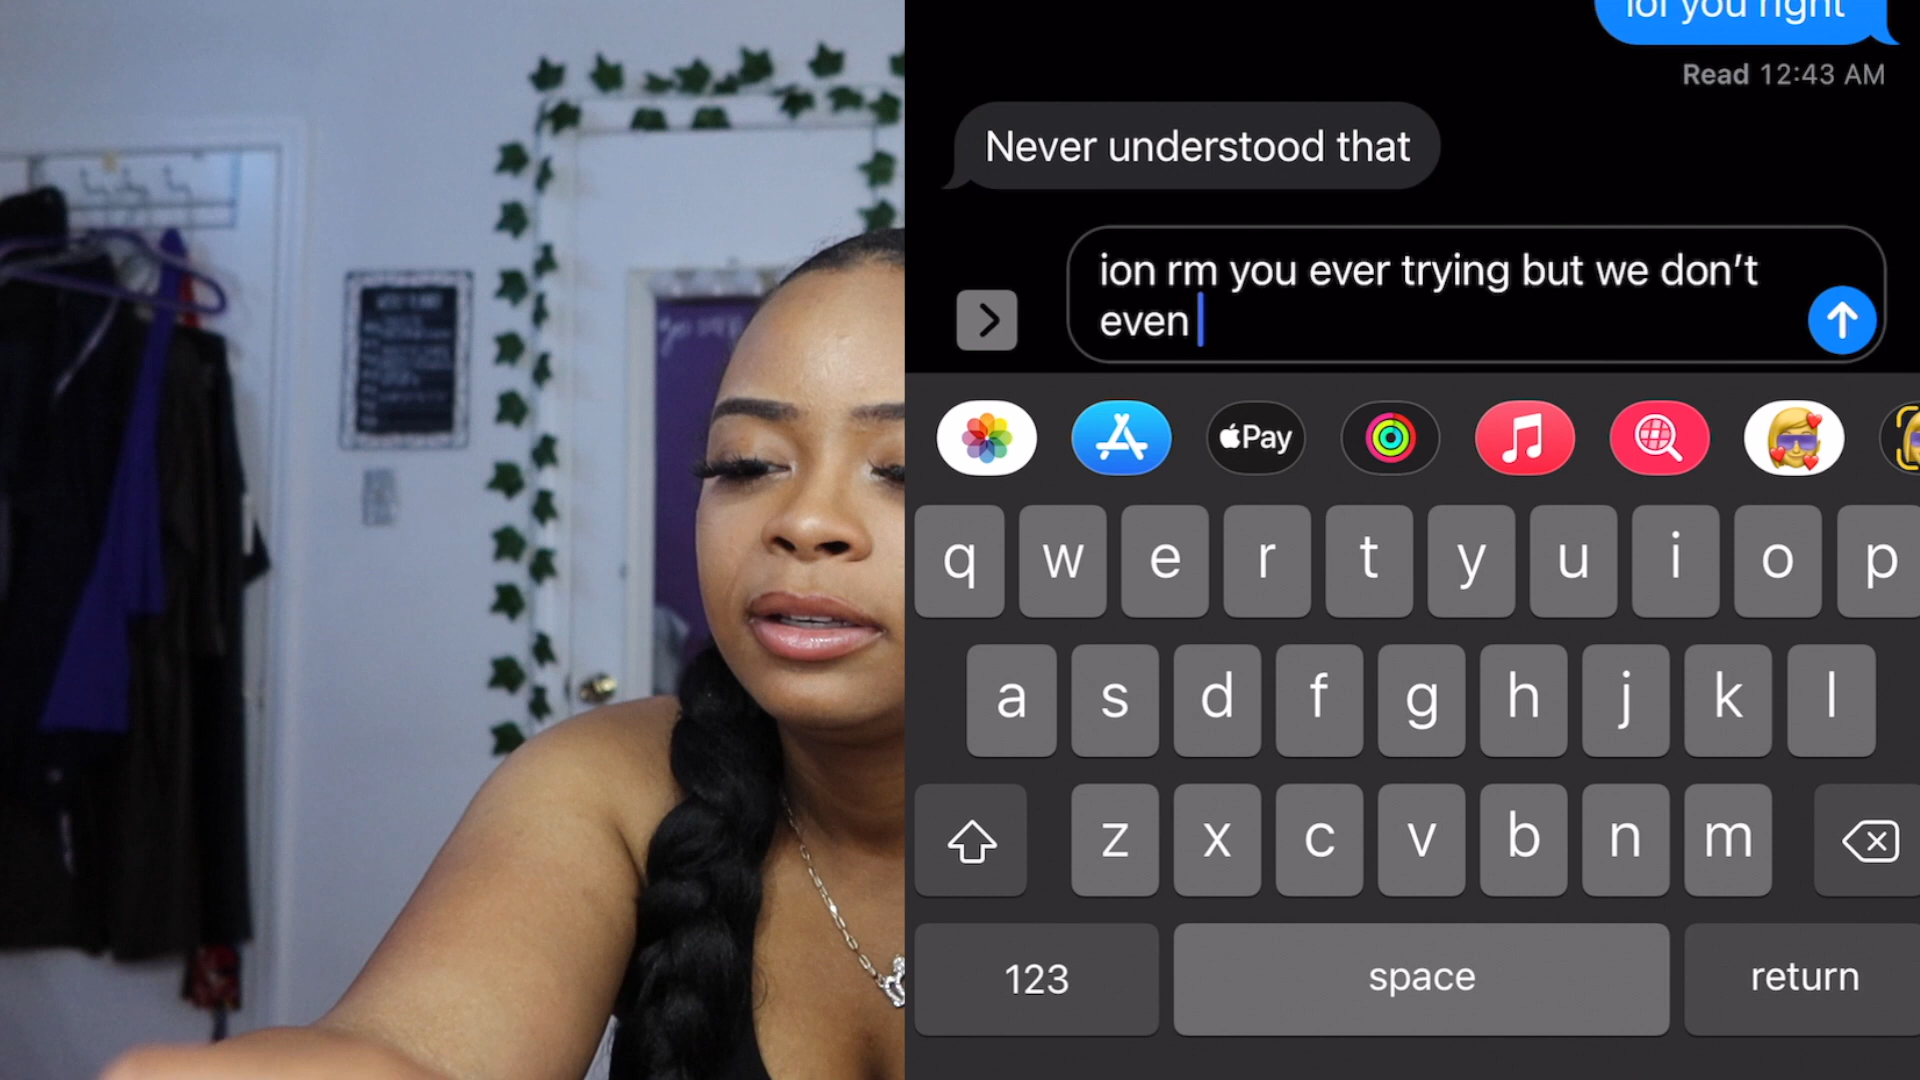 lol you right
Read 12:43 AM
Never understood that
ion rm you ever trying but we don't
even
Pay
q w e r t y u i o p
a s d f g h j k l
z x c v b n m
123 space return